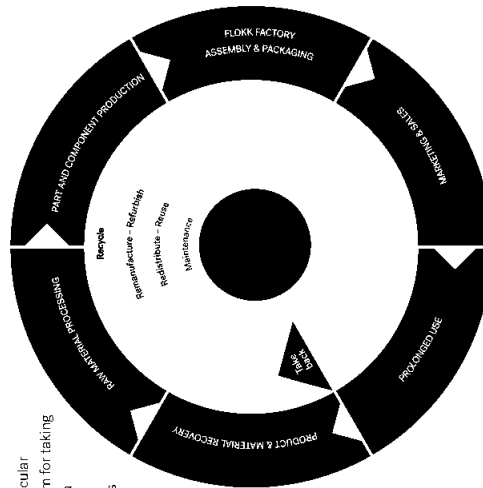 FLOKK FACTORY
ASSEMBLY & PACKAGING
MARKETING & SALES
PROLONGED USE
PRODUCT & MATERIAL RECOVERY
RAW MATERIAL PROCESSING
PART AND COMPONENT PRODUCTION
Recycle
Remanufacture – Refurbish
Redistribute – Reuse
Maintenance
Take
back
cular
m for taking